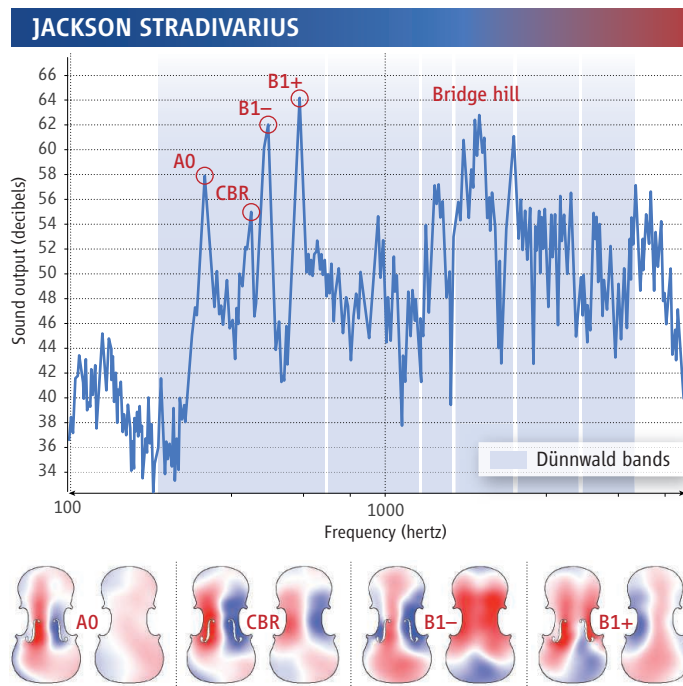 JACKSON STRADIVARIUS
66
64
62
60
58
56
54
52
50
48
46
44
42
40
38
36
34
Sound output (decibels)
A0
CBR
B1−
B1+
Bridge hill
Dünnwald bands
100
1000
Frequency (hertz)
A0
CBR
B1−
B1+